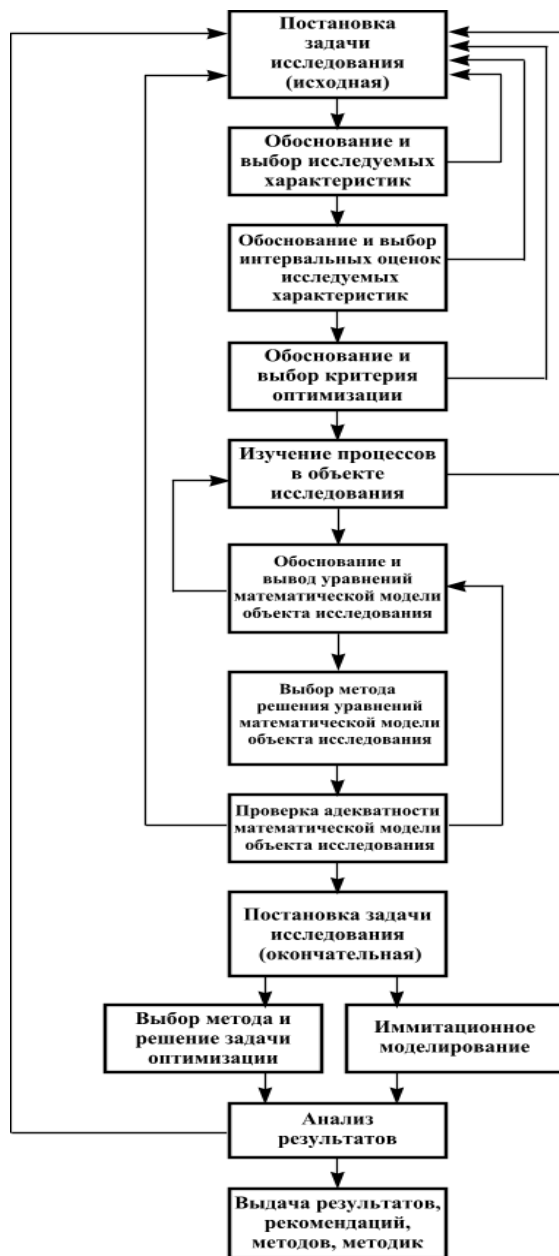 Постановка
задачи
исследования
(исходная)
Обоснование и
выбор исследуемых
характеристик
Обоснование и выбор
интервальных оценок
исследуемых
характеристик
Обоснование и
выбор критерия
оптимизации
Изучение процессов
в объекте
исследования
Обоснование и
вывод уравнений
математической модели
объекта исследования
Выбор метода
решения уравнений
математической модели
объекта исследования
Проверка адекватности
математической модели
объекта исследования
Постановка задачи
исследования
(окончательная)
Выбор метода и
решение задачи
оптимизации
Иммитационное
моделирование
Анализ
результатов
Выдача результатов,
рекомендаций,
методов, методик